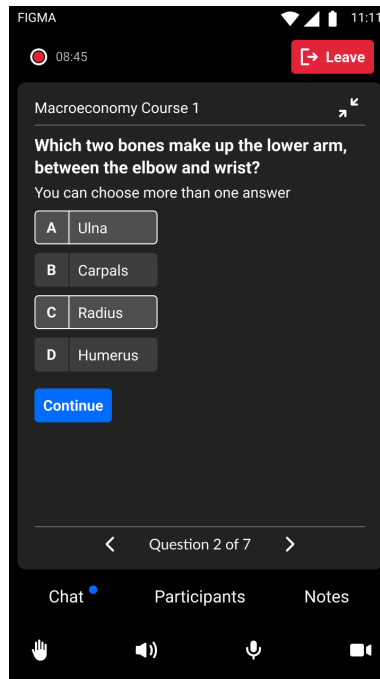 FIGMA 11:11
08:45 Leave
Macroeconomy Course 1
Which two bones make up the lower arm,
between the elbow and wrist?
You can choose more than one answer
A Ulna
B Carpals
C Radius
D Humerus
Continue
Question 2 of 7
Chat Participants Notes